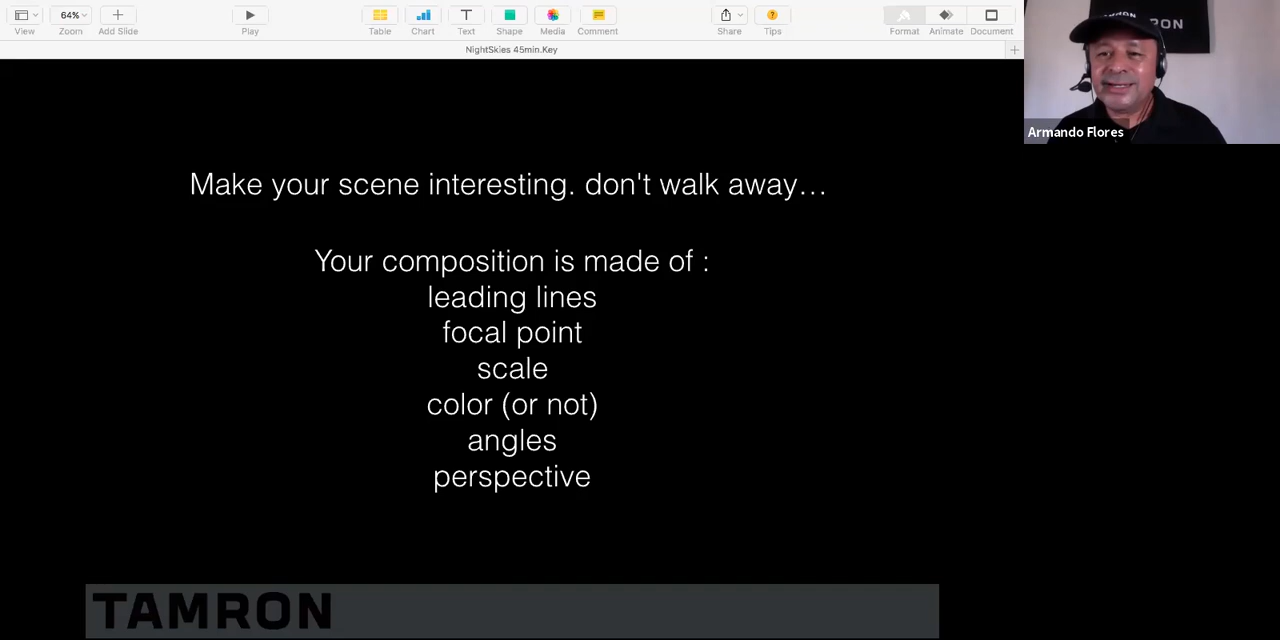 View
64%
Zoom
Add Slide
Play
Table
Chart
Text
Shape
Media
Comment
Share
Tips
Format
Animate
Document
NightSkies 45min.Key
RON
Armando Flores
Make your scene interesting. don't walk away...
Your composition is made of :
leading lines
focal point
scale
color (or not)
angles
perspective
TAMRON